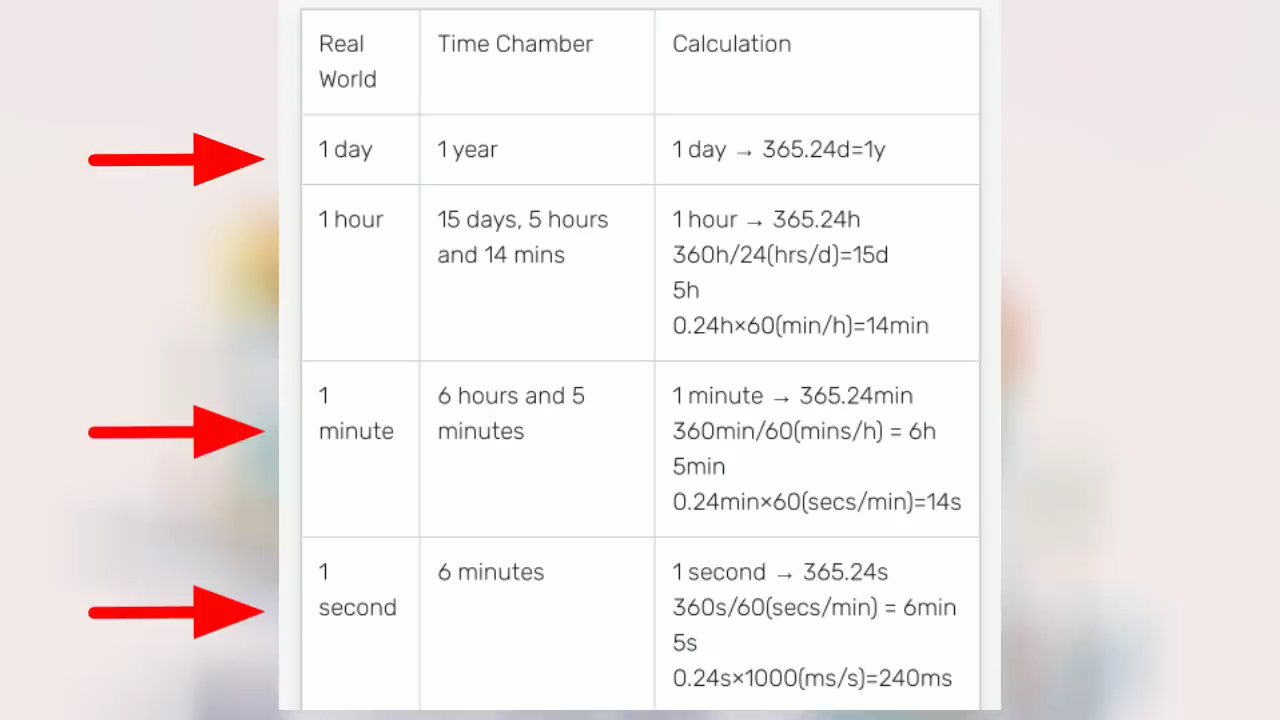 Real
World
Time Chamber
Calculation
1 day
1 year
1 day → 365.24d=1y
1 hour
15 days, 5 hours
and 14 mins
1 hour → 365.24h
360h/24(hrs/d)=15d
5h
0.24h×60(min/h)=14min
1
minute
6 hours and 5
minutes
1 minute → 365.24min
360min/60(mins/h) = 6h
5min
0.24min×60(secs/min)=14s
1
second
6 minutes
1 second → 365.24s
360s/60(secs/min) = 6min
5s
0.24s×1000(ms/s)=240ms